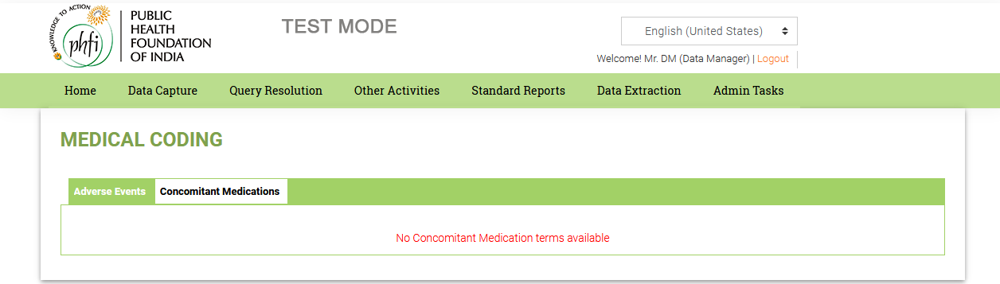 KNOWLEDGE TO ACTION
phfi
PUBLIC
HEALTH
FOUNDATION
OF INDIA
TEST MODE
English (United States)
Welcome! Mr. DM (Data Manager) | Logout
Home Data Capture Query Resolution Other Activities Standard Reports Data Extraction Admin Tasks
MEDICAL CODING
Adverse Events Concomitant Medications
No Concomitant Medication terms available